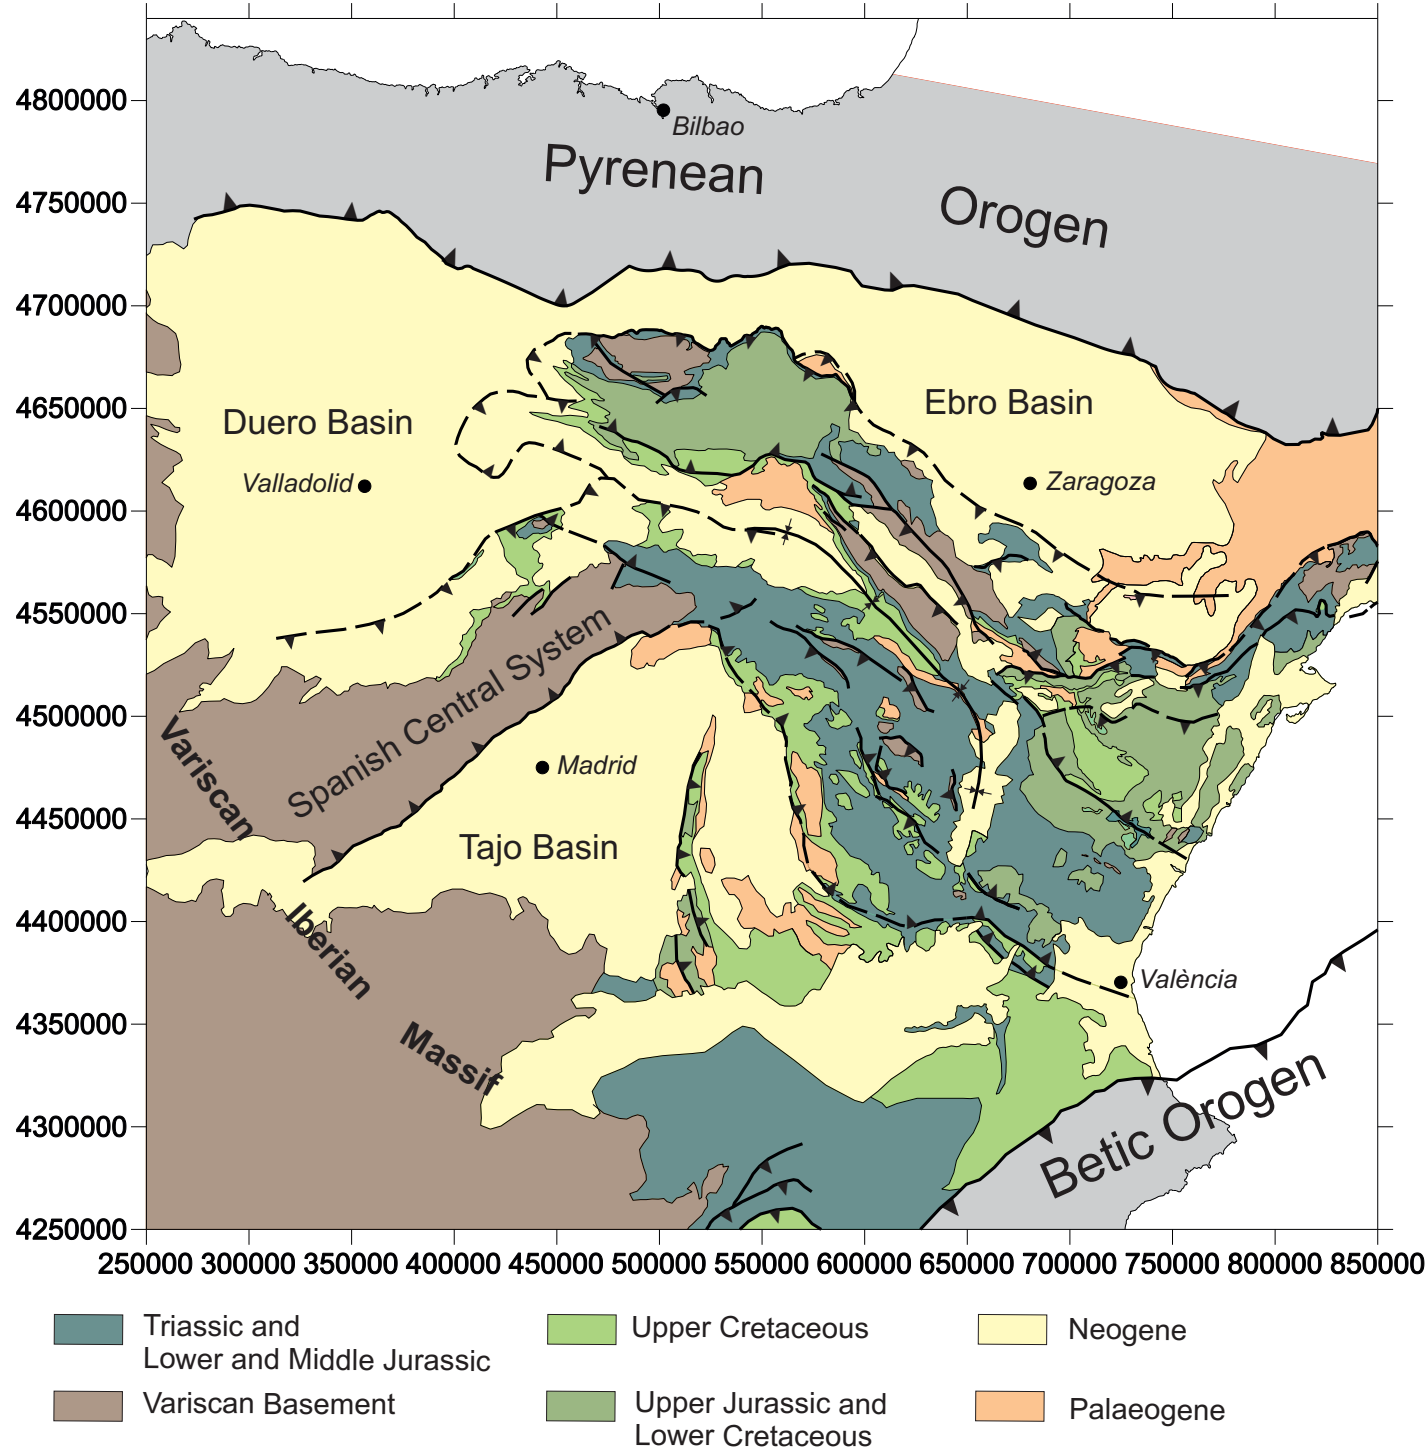 4800000
Bilbao
Pyrenean
Orogen
4750000
4700000
4650000
Duero Basin
Ebro Basin
Valladolid
Zaragoza
4600000
4550000
Spanish Central System
4500000
Variscan
Madrid
4450000
Tajo Basin
4400000
Iberian
València
4350000
Massif
Betic Orogen
4300000
4250000
250000 300000 350000 400000 450000 500000 550000 600000 650000 700000 750000 800000 850000
Triassic and
Lower and Middle Jurassic
Upper Cretaceous
Neogene
Variscan Basement
Upper Jurassic and
Lower Cretaceous
Palaeogene